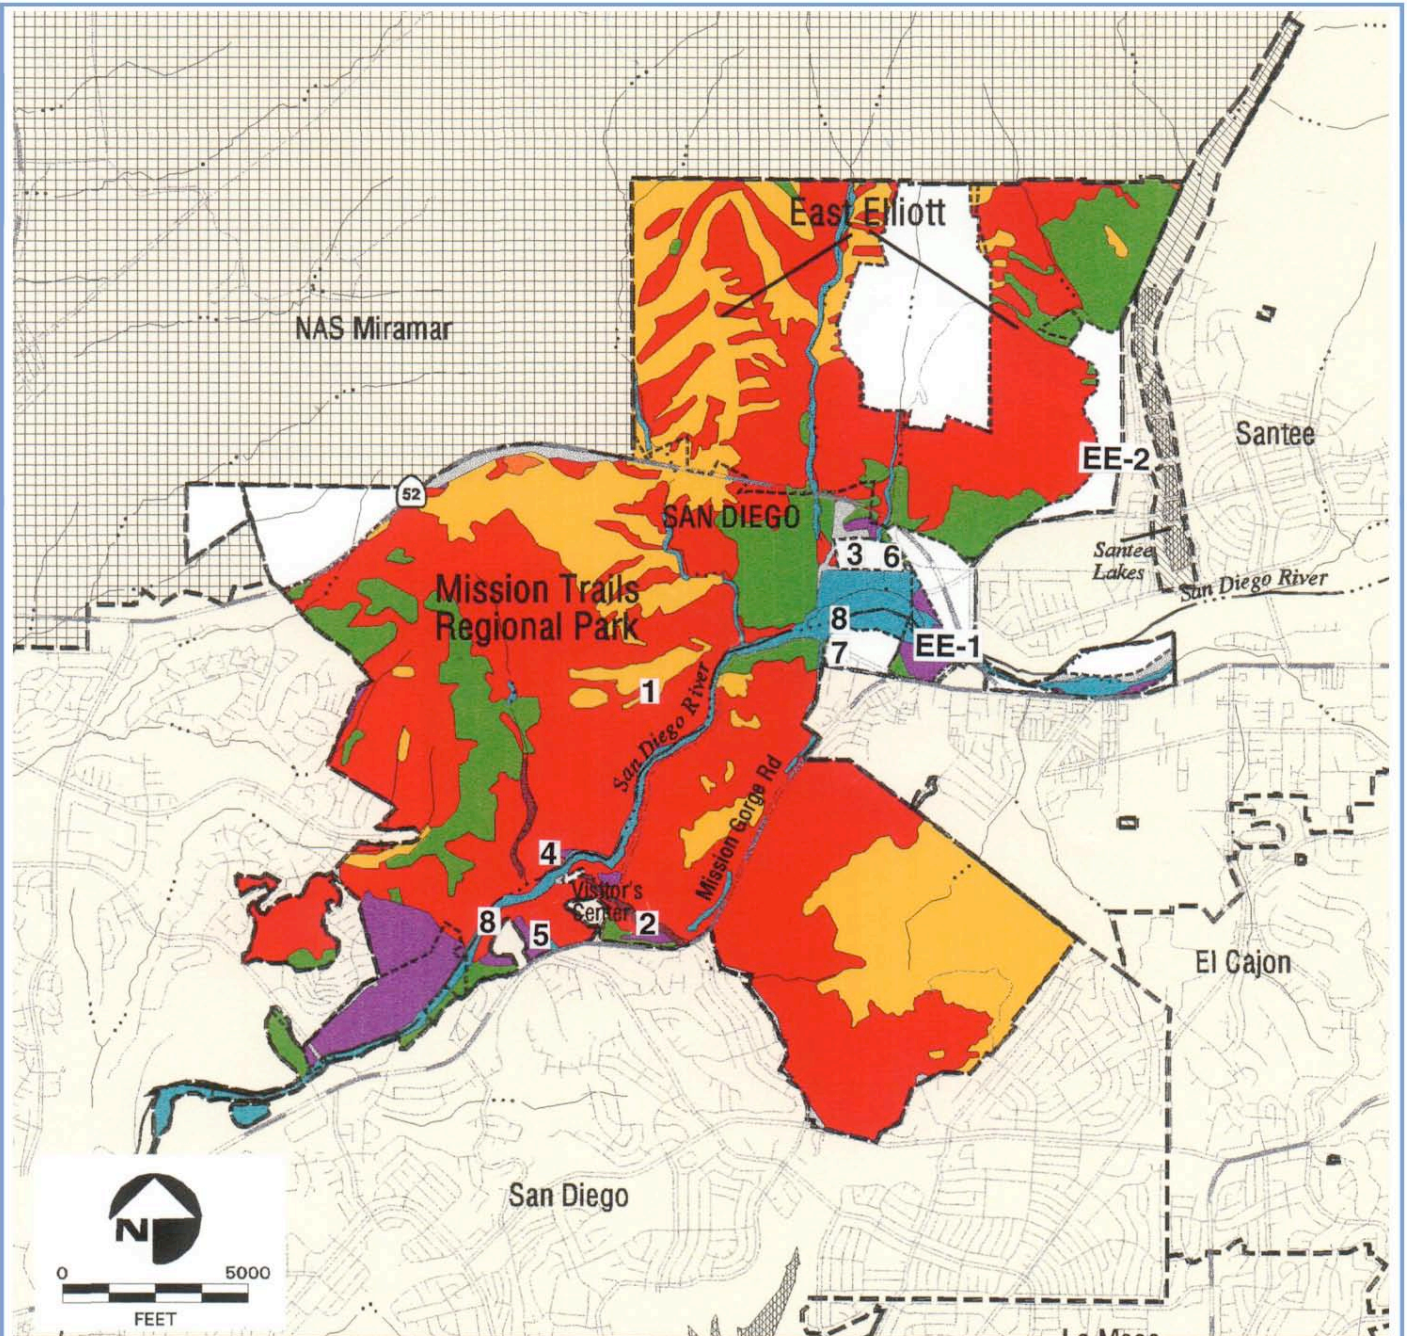 East Elliott
NAS Miramar
Santee
EE-2
52
SAN DIEGO
3
6
Santee
Lakes
San Diego River
Mission Trails
Regional Park
8
EE-1
7
1
San Diego River
Mission Gorge Rd
4
Visitor's
Center
8
5
2
El Cajon
San Diego
N
0
5000
FEET